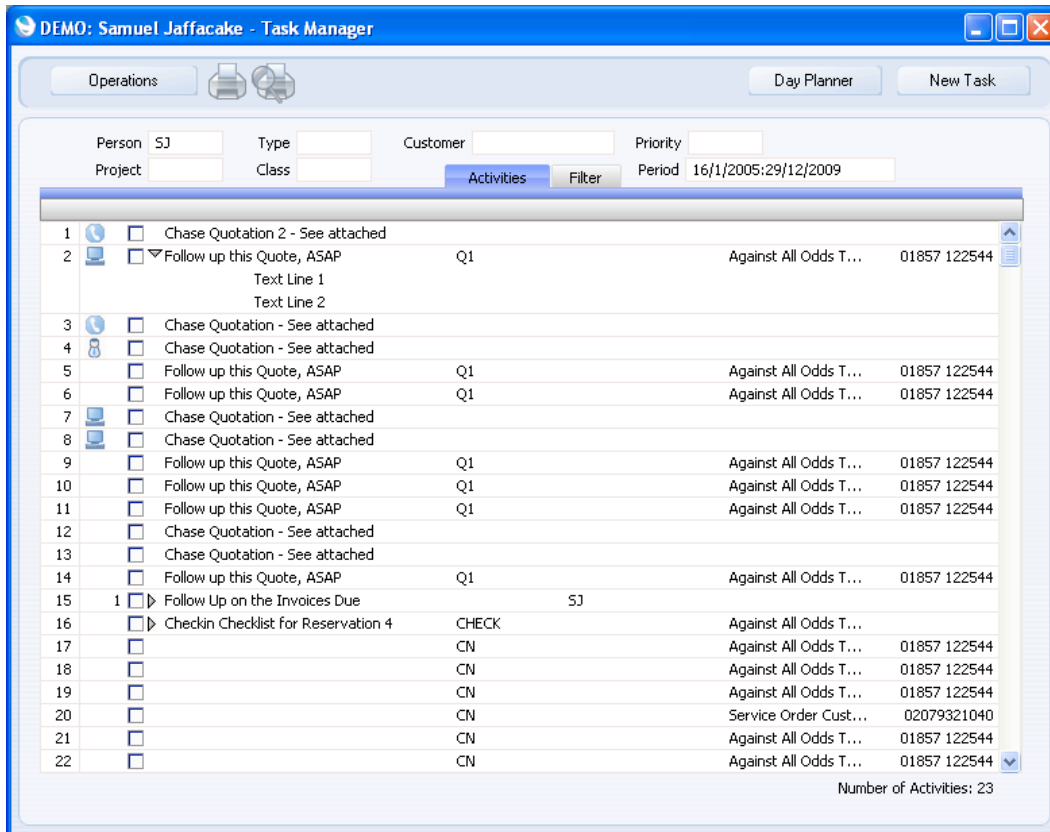 DEMO: Samuel Jaffacake - Task Manager
Operations Day Planner New Task
Person SJ Type Customer Priority
Project Class Activities Filter Period 16/1/2005:29/12/2009
1 Chase Quotation 2 - See attached
2 Follow up this Quote, ASAP Q1 Against All Odds T... 01857 122544
Text Line 1
Text Line 2
3 Chase Quotation - See attached
4 Chase Quotation - See attached
5 Follow up this Quote, ASAP Q1 Against All Odds T... 01857 122544
6 Follow up this Quote, ASAP Q1 Against All Odds T... 01857 122544
7 Chase Quotation - See attached
8 Chase Quotation - See attached
9 Follow up this Quote, ASAP Q1 Against All Odds T... 01857 122544
10 Follow up this Quote, ASAP Q1 Against All Odds T... 01857 122544
11 Follow up this Quote, ASAP Q1 Against All Odds T... 01857 122544
12 Chase Quotation - See attached
13 Chase Quotation - See attached
14 Follow up this Quote, ASAP Q1 Against All Odds T... 01857 122544
15 1 Follow Up on the Invoices Due SJ
16 Checkin Checklist for Reservation 4 CHECK Against All Odds T...
17 CN Against All Odds T... 01857 122544
18 CN Against All Odds T... 01857 122544
19 CN Against All Odds T... 01857 122544
20 CN Service Order Cust... 02079321040
21 CN Against All Odds T... 01857 122544
22 CN Against All Odds T... 01857 122544
Number of Activities: 23